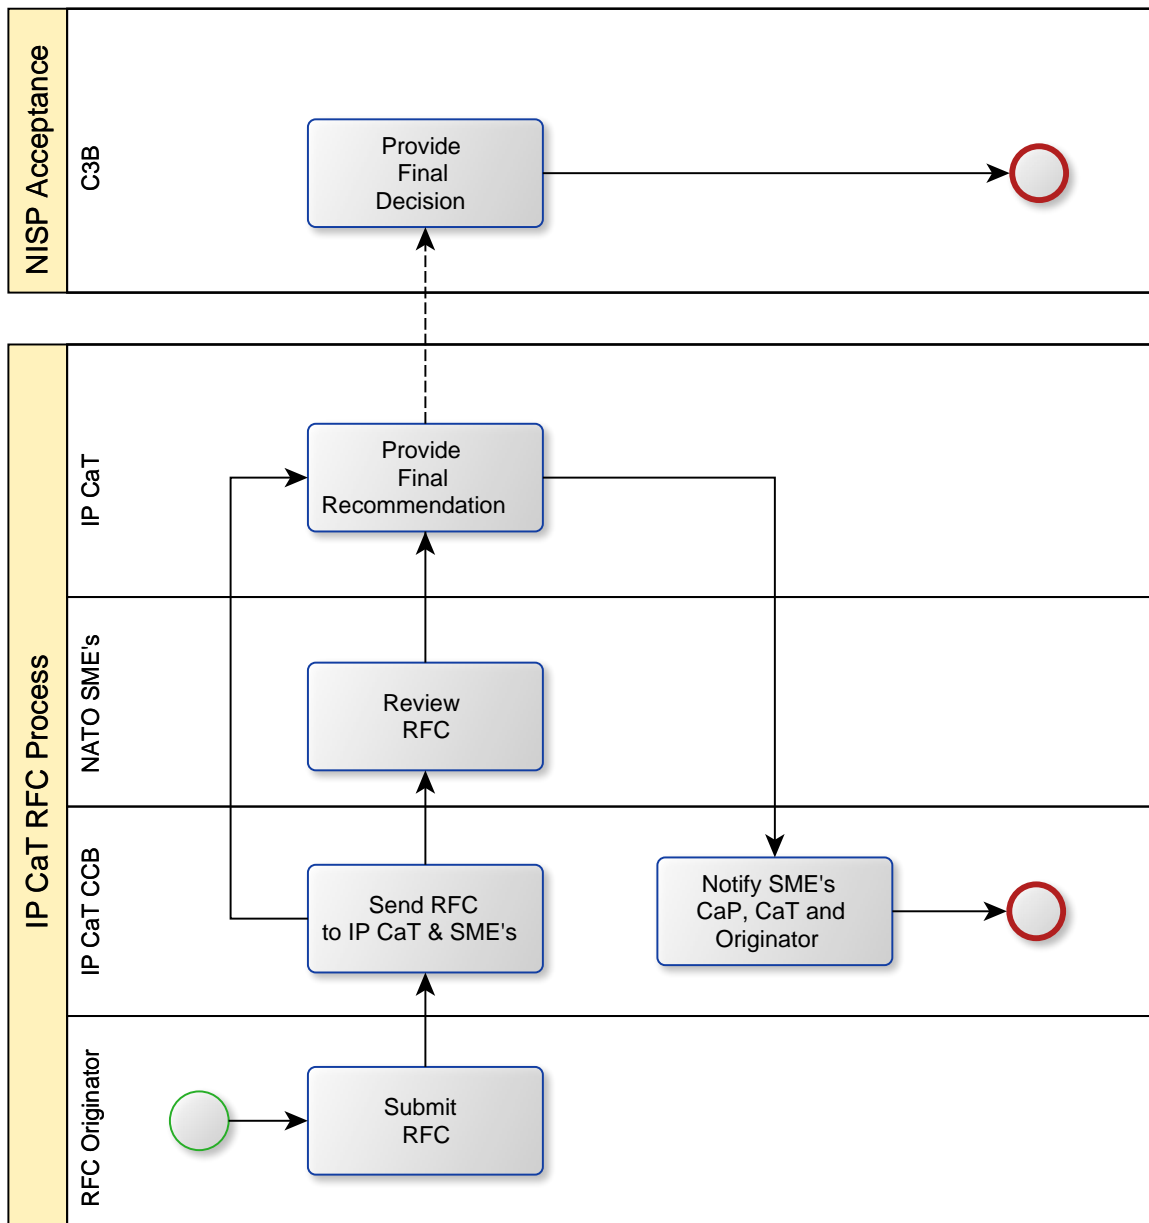 NISP Acceptance
C3B
Provide
Final
Decision
IP CaT RFC Process
IP CaT
Provide
Final
Recommendation
NATO SME's
Review
RFC
IP CaT CCB
Send RFC
to IP CaT & SME's
Notify SME's
CaP, CaT and
Originator
RFC Originator
Submit
RFC